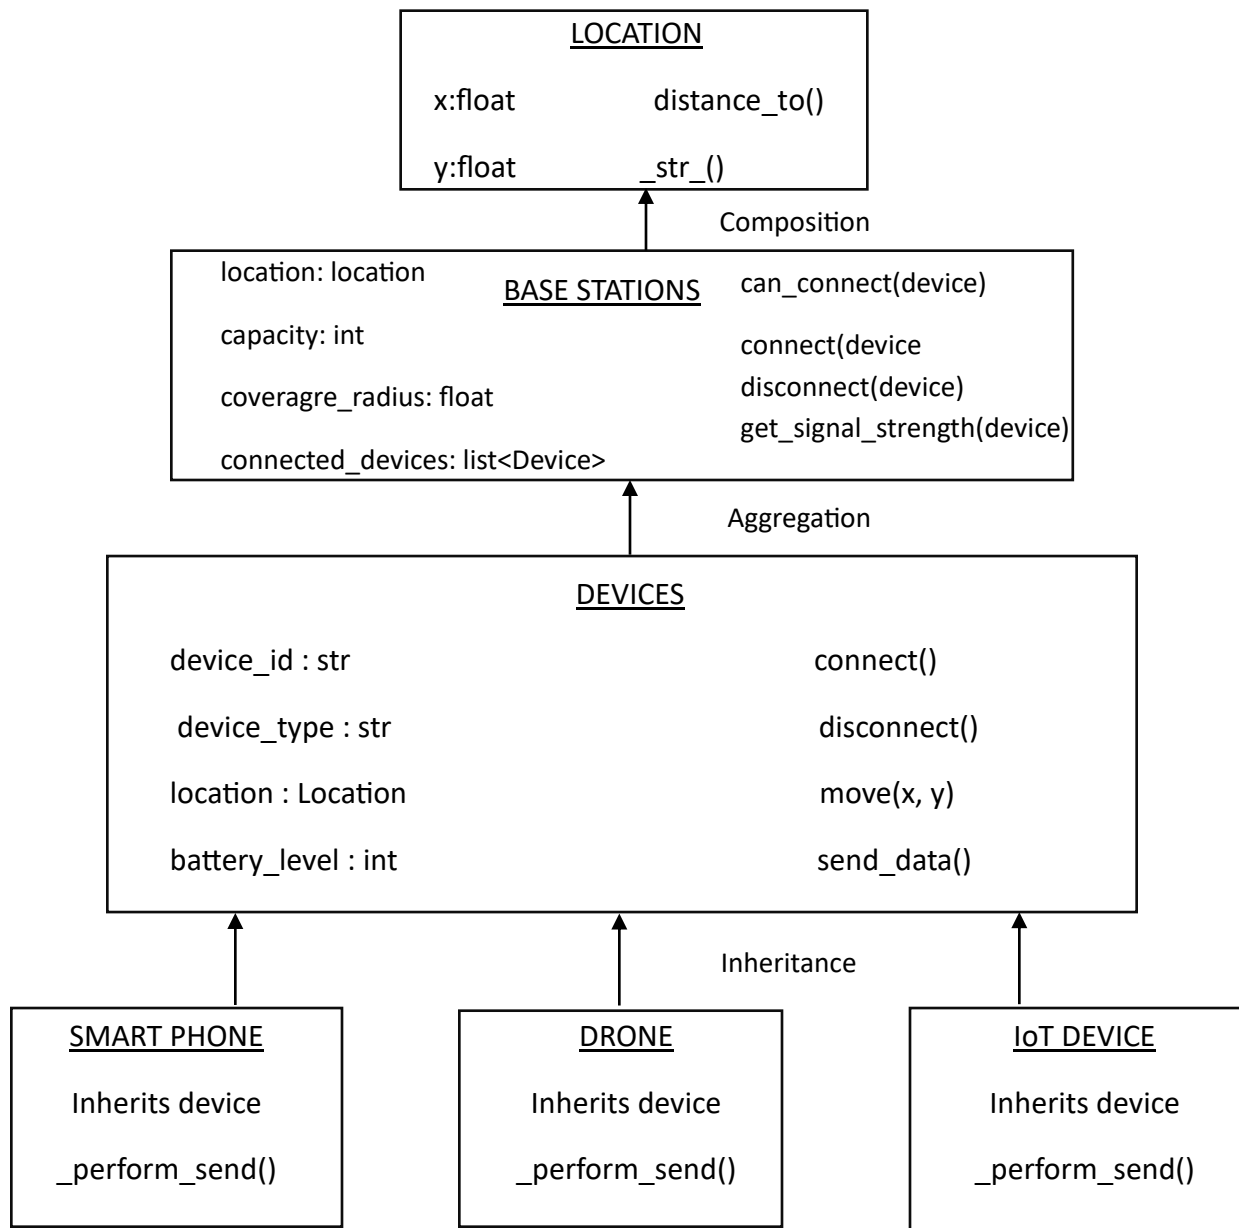 LOCATION
x:float distance_to()
y:float _str_()
Composition
location: location
BASE STATIONS
can_connect(device)
capacity: int
connect(device
coveragre_radius: float
disconnect(device)
get_signal_strength(device)
connected_devices: list<Device>
Aggregation
DEVICES
device_id : str connect()
device_type : str disconnect()
location : Location move(x, y)
battery_level : int send_data()
Inheritance
SMART PHONE
Inherits device
_perform_send()
DRONE
Inherits device
_perform_send()
IoT DEVICE
Inherits device
_perform_send()